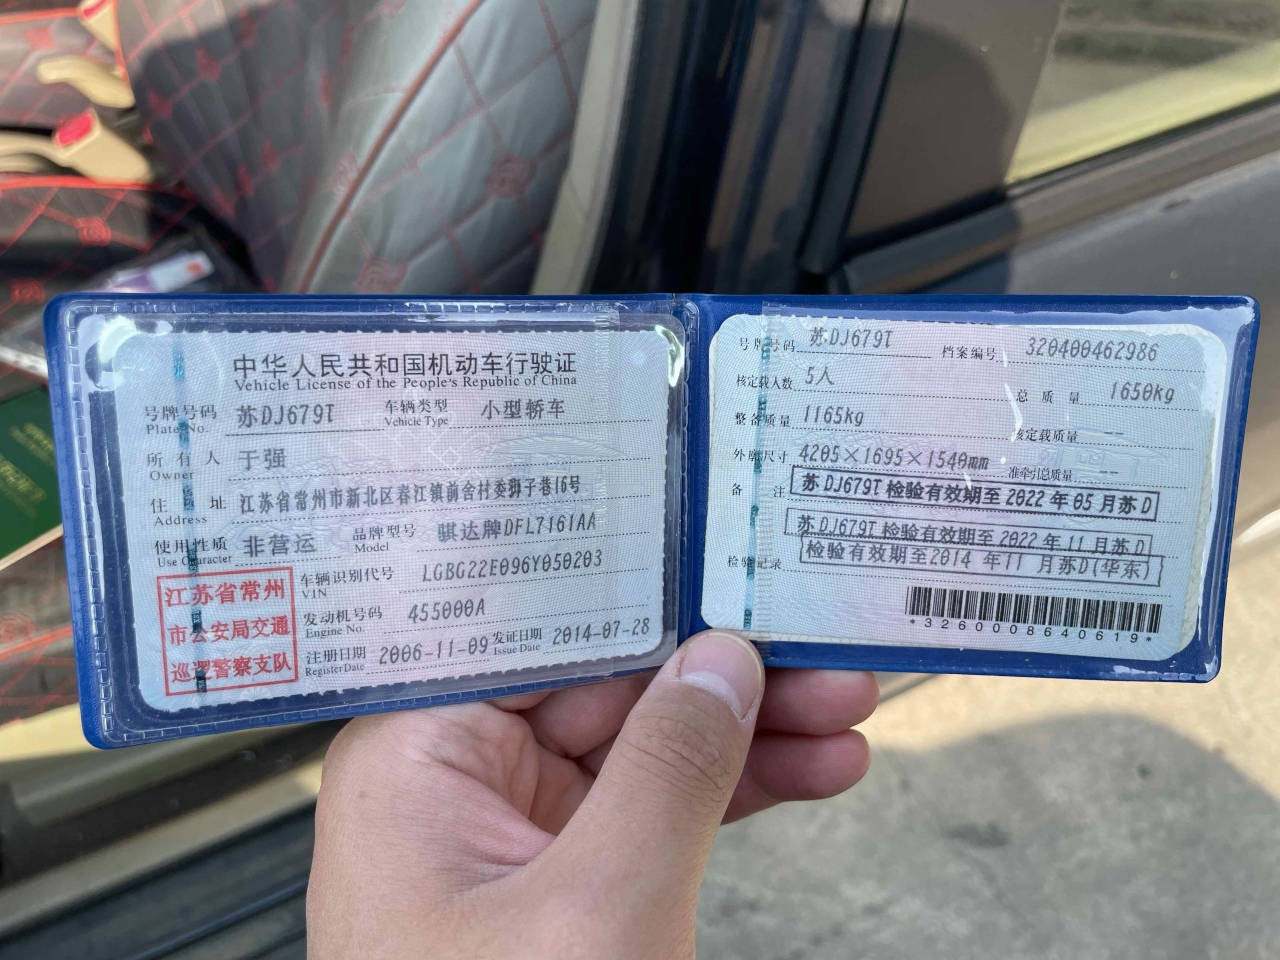 中华人民共和国机动车行驶证
Vehicle License of the People's Republic of China
号牌号码 苏DJ679T 车辆类型 小型轿车
Plate No. Vehicle Type
所有人 于强
Owner
住址 江苏省常州市新北区春江镇前舍村委狮子巷16号
Address
使用性质 非营运 品牌型号 骐达牌DFL7161AA
Use Character Model
江苏省常州
市公安局交通
巡逻警察支队
车辆识别代号 LGBG22E096Y050203
VIN
发动机号码 455000A
Engine No.
注册日期 2006-11-09 发证日期 2014-07-28
Register Date Issue Date
号牌号码 苏DJ679T 档案编号 320400462986
核定载人数 5人 总质量 1650kg
整备质量 1165kg 核定载质量 --
外廓尺寸 4205×1695×1540mm 准牵引总质量 --
备注 苏DJ679T检验有效期至2022年05月苏D
苏DJ679T检验有效期至2022年11月苏D
检验记录 检验有效期至2014年11月苏D(华东)
*3260008640619*